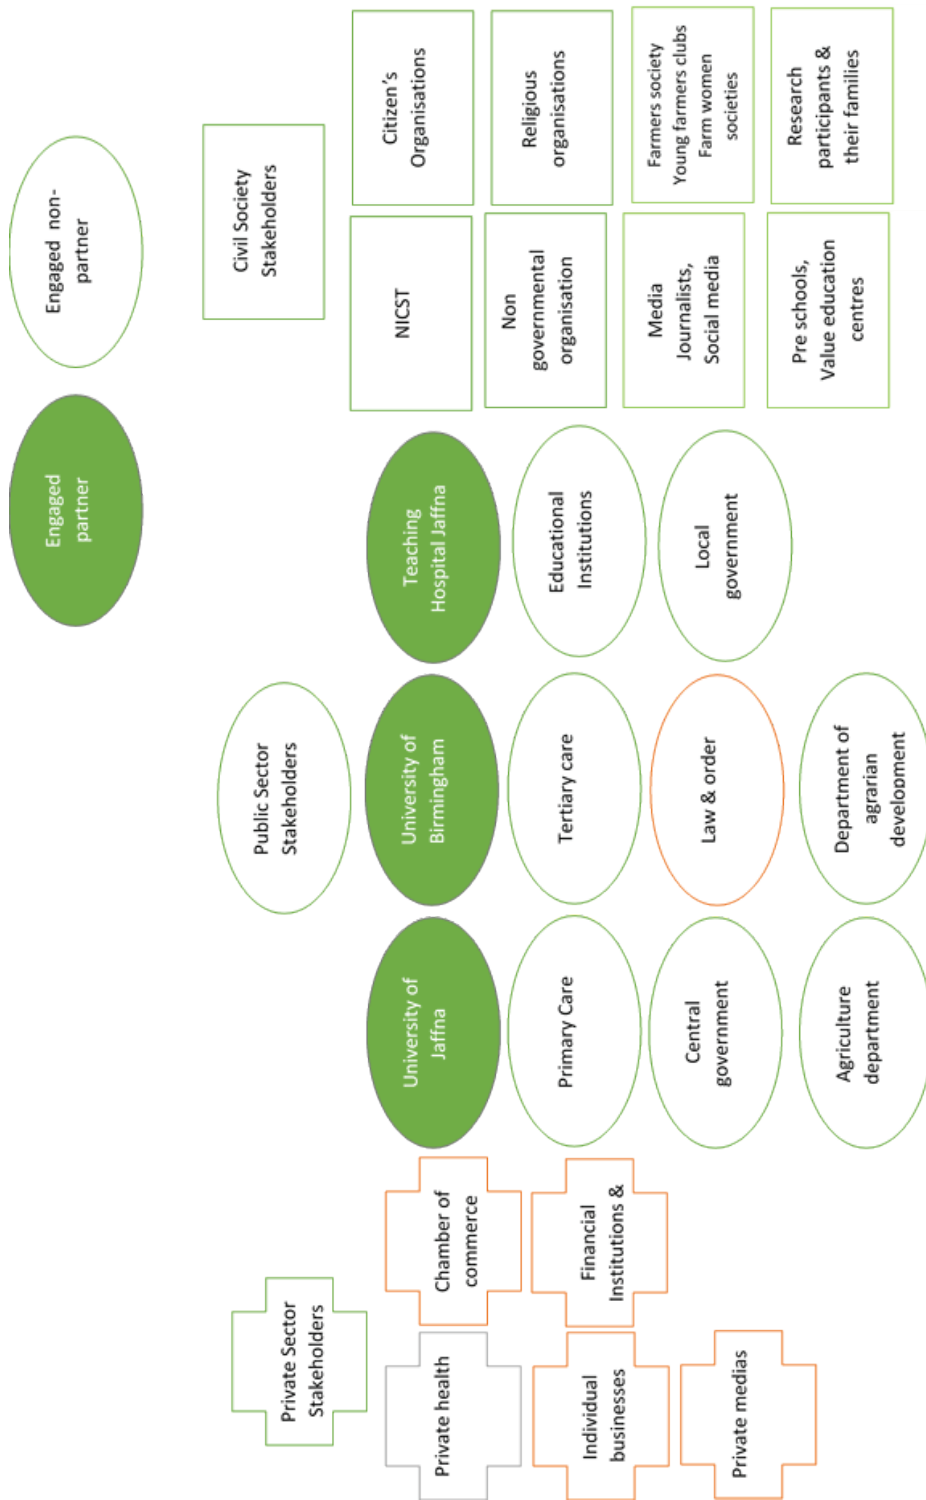 Engaged
partner
Engaged non-
partner
Private Sector
Stakeholders
Public Sector
Stakeholders
Civil Society
Stakeholders
Private health
Chamber of
commerce
University of
Jaffna
University of
Birmingham
Teaching
Hospital Jaffna
NICST
Citizen's
Organisations
Individual
businesses
Financial
Institutions &
Primary Care
Tertiary care
Educational
Institutions
Non
governmental
organisation
Religious
organisations
Private medias
Central
government
Law & order
Local
government
Media
Journalists,
Social media
Farmers society
Young farmers clubs
Farm women
societies
Agriculture
department
Department of
agrarian
development
Pre schools,
Value education
centres
Research
participants &
their families